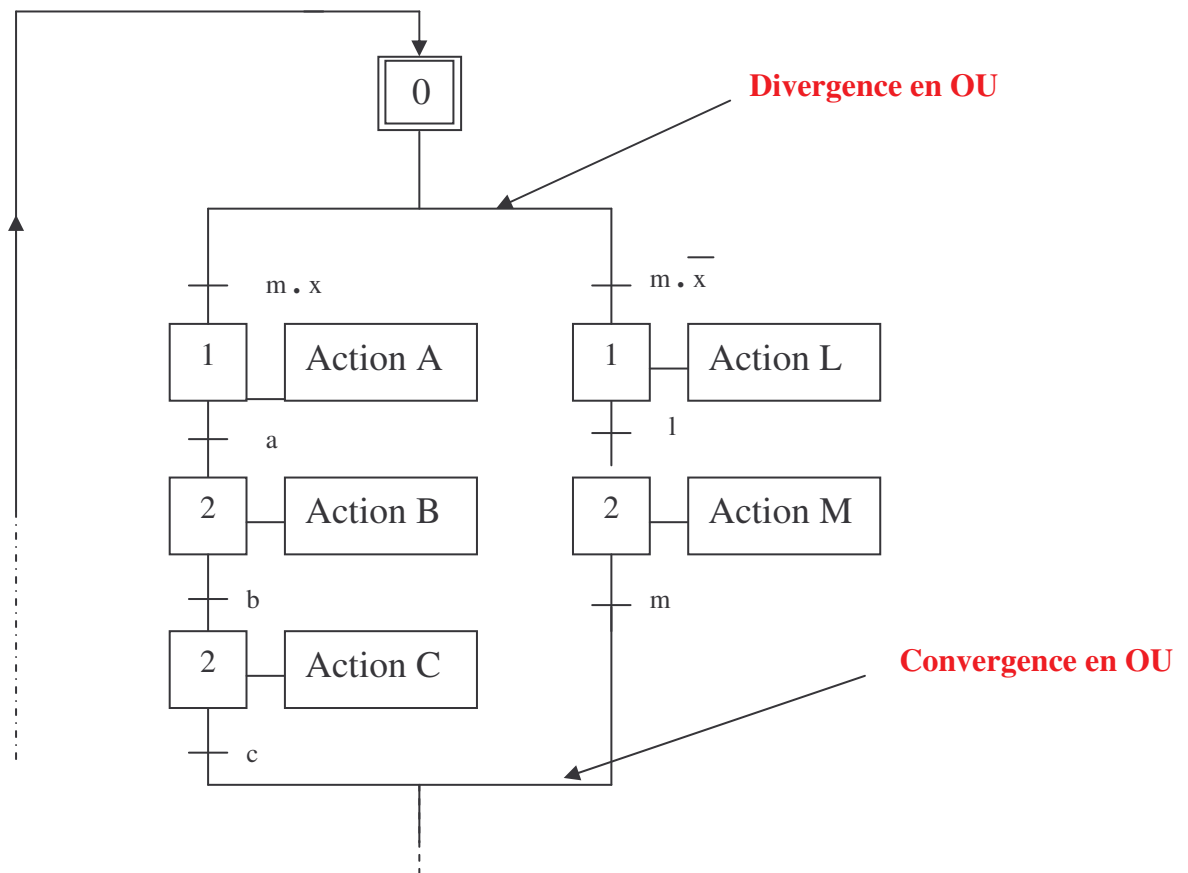 0
Divergence en OU
m . x
m . x̅
1
Action A
1
Action L
a
l
2
Action B
2
Action M
b
m
2
Action C
Convergence en OU
c